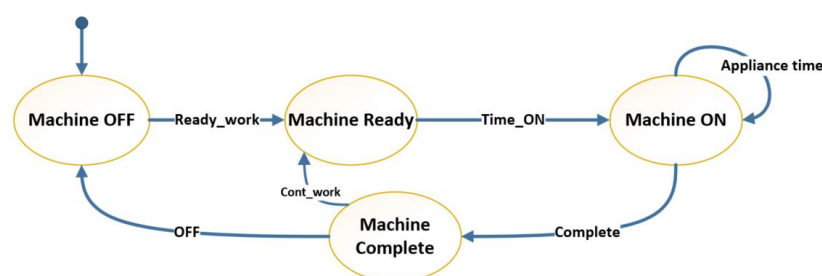 Appliance time
Machine OFF
Ready_work
Machine Ready
Time_ON
Machine ON
Cont_work
Machine
Complete
OFF
Complete